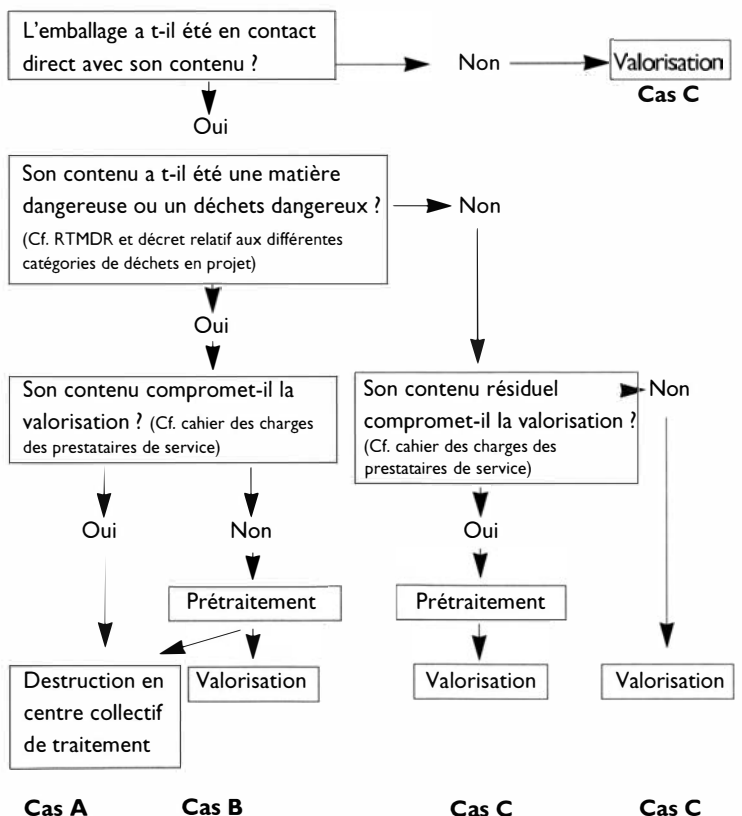 L'emballage a t-il été en contact
direct avec son contenu ?
Non
Valorisation
Cas C
Oui
Son contenu a t-il été une matière
dangereuse ou un déchets dangereux ?
(Cf. RTMDR et décret relatif aux différentes
catégories de déchets en projet)
Non
Oui
Son contenu compromet-il la
valorisation ? (Cf. cahier des charges
des prestataires de service)
Son contenu résiduel
compromet-il la valorisation ?
(Cf. cahier des charges des
prestataires de service)
Non
Oui
Non
Oui
Prétraitement
Prétraitement
Destruction en
centre collectif
de traitement
Valorisation
Valorisation
Valorisation
Cas A
Cas B
Cas C
Cas C